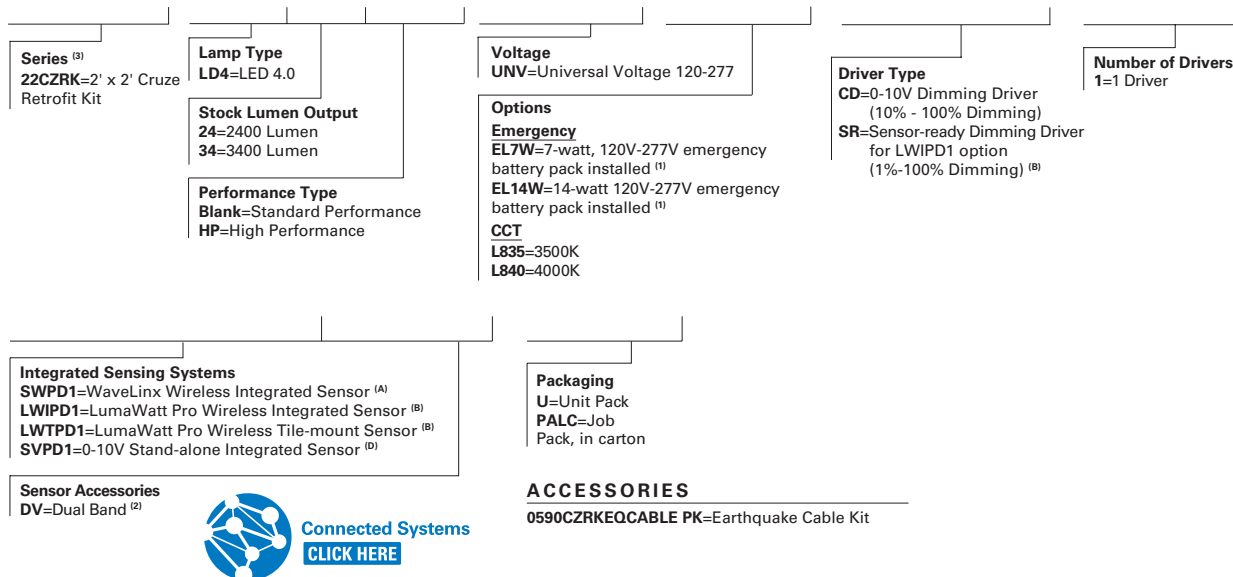 Series (3)
22CZRK=2' x 2' Cruze
Retrofit Kit
Lamp Type
LD4=LED 4.0
Stock Lumen Output
24=2400 Lumen
34=3400 Lumen
Performance Type
Blank=Standard Performance
HP=High Performance
Voltage
UNV=Universal Voltage 120-277
Options
Emergency
EL7W=7-watt, 120V-277V emergency
battery pack installed (1)
EL14W=14-watt 120V-277V emergency
battery pack installed (1)
CCT
L835=3500K
L840=4000K
Driver Type
CD=0-10V Dimming Driver
(10% - 100% Dimming)
SR=Sensor-ready Dimming Driver
for LWIPD1 option
(1%-100% Dimming) (B)
Number of Drivers
1=1 Driver
Integrated Sensing Systems
SWPD1=WaveLinx Wireless Integrated Sensor (A)
LWIPD1=LumaWatt Pro Wireless Integrated Sensor (B)
LWTPD1=LumaWatt Pro Wireless Tile-mount Sensor (B)
SVPD1=0-10V Stand-alone Integrated Sensor (D)
Sensor Accessories
DV=Dual Band (2)
Connected Systems
CLICK HERE
Packaging
U=Unit Pack
PALC=Job
Pack, in carton
ACCESSORIES
0590CZRKEQCABLE PK=Earthquake Cable Kit